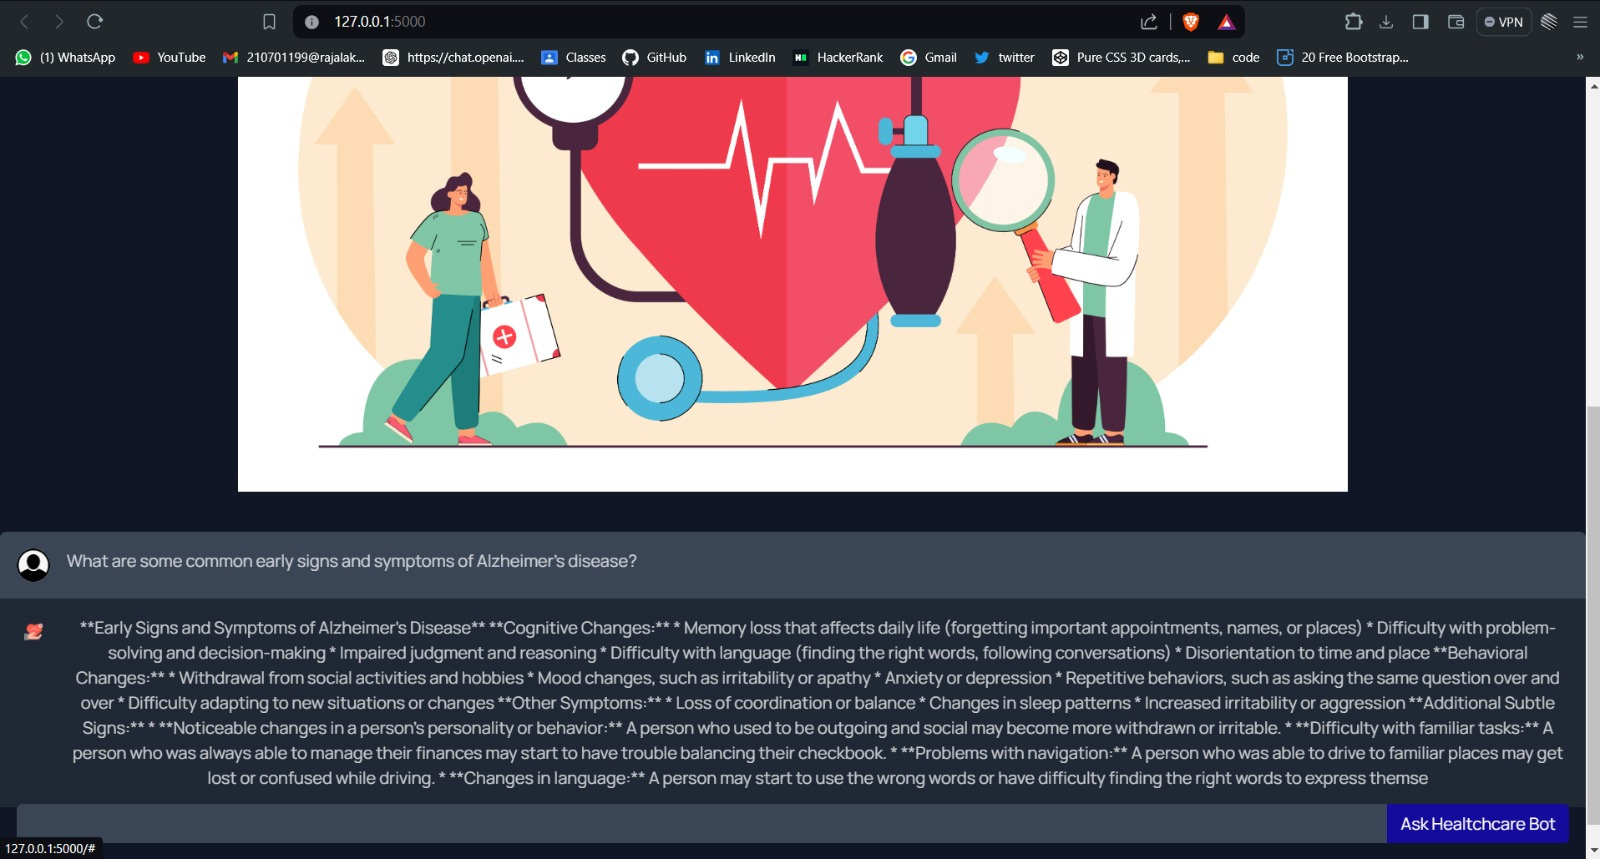 127.0.0.1:5000
VPN
(1) WhatsApp YouTube 210701199@rajalak... https://chat.openai.... Classes GitHub LinkedIn HackerRank Gmail twitter Pure CSS 3D cards,... code 20 Free Bootstrap... »
What are some common early signs and symptoms of Alzheimer's disease?
**Early Signs and Symptoms of Alzheimer's Disease** **Cognitive Changes:** * Memory loss that affects daily life (forgetting important appointments, names, or places) * Difficulty with problem-
solving and decision-making * Impaired judgment and reasoning * Difficulty with language (finding the right words, following conversations) * Disorientation to time and place **Behavioral
Changes:** * Withdrawal from social activities and hobbies * Mood changes, such as irritability or apathy * Anxiety or depression * Repetitive behaviors, such as asking the same question over and
over * Difficulty adapting to new situations or changes **Other Symptoms:** * Loss of coordination or balance * Changes in sleep patterns * Increased irritability or aggression **Additional Subtle
Signs:** * **Noticeable changes in a person's personality or behavior:** A person who used to be outgoing and social may become more withdrawn or irritable. * **Difficulty with familiar tasks:** A
person who was always able to manage their finances may start to have trouble balancing their checkbook. * **Problems with navigation:** A person who was able to drive to familiar places may get
lost or confused while driving. * **Changes in language:** A person may start to use the wrong words or have difficulty finding the right words to express themse
Ask Healtchcare Bot
127.0.0.1:5000/#